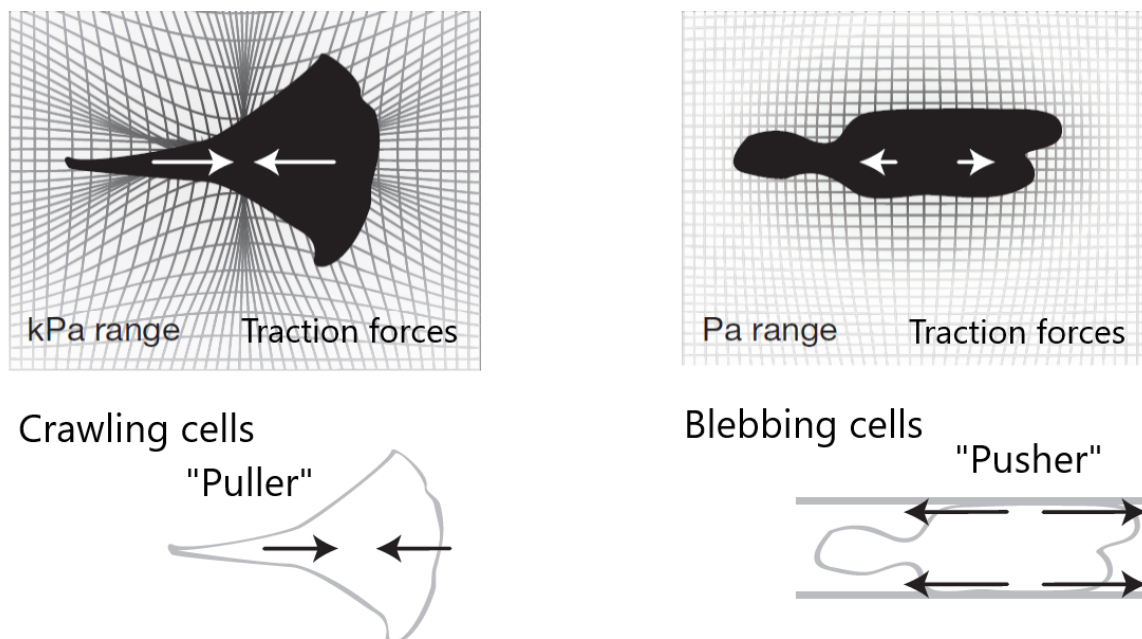 kPa range Traction forces
Pa range Traction forces
Crawling cells
"Puller"
Blebbing cells
"Pusher"